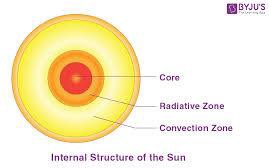 BYJU'S
The Learning App
Core
Radiative Zone
Convection Zone
Internal Structure of the Sun